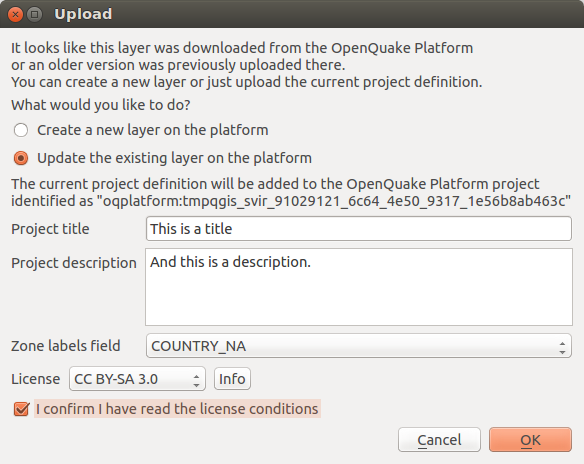 Upload
It looks like this layer was downloaded from the OpenQuake Platform
or an older version was previously uploaded there.
You can create a new layer or just upload the current project definition.
What would you like to do?
Create a new layer on the platform
Update the existing layer on the platform
The current project definition will be added to the OpenQuake Platform project
identified as "oqplatform:tmpqgis_svir_91029121_6c64_4e50_9317_1e56b8ab463c"
Project title This is a title
Project description And this is a description.
Zone labels field COUNTRY_NA
License CC BY-SA 3.0 Info
I confirm I have read the license conditions
Cancel OK